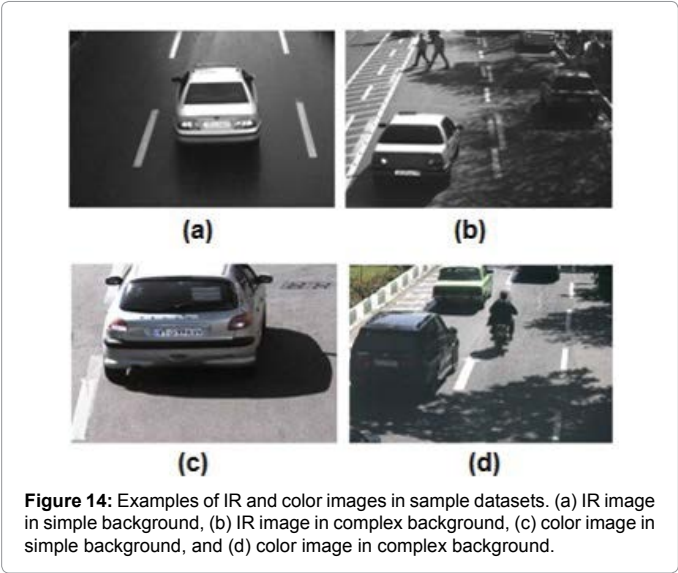 (a)
(b)
(c)
(d)
Figure 14: Examples of IR and color images in sample datasets. (a) IR image
in simple background, (b) IR image in complex background, (c) color image in
simple background, and (d) color image in complex background.